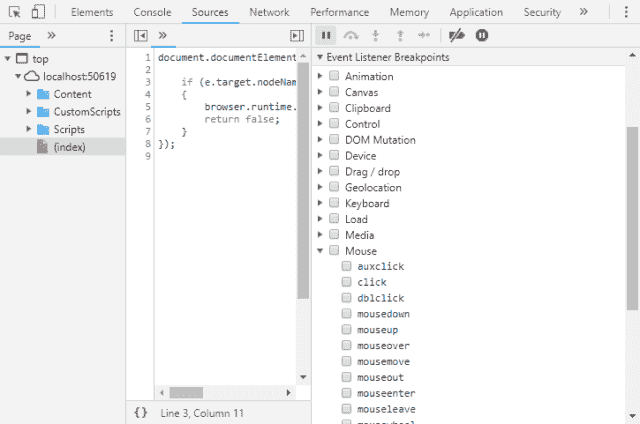 Elements Console Sources Network Performance Memory Application Security »
Page »
top
localhost:50619
Content
CustomScripts
Scripts
(index)
»
1 document.documentElement
2
3 if (e.target.nodeNam
4 {
5 browser.runtime.
6 return false;
7 }
8 });
9
{} Line 3, Column 11
Event Listener Breakpoints
Animation
Canvas
Clipboard
Control
DOM Mutation
Device
Drag / drop
Geolocation
Keyboard
Load
Media
Mouse
auxclick
click
dblclick
mousedown
mouseup
mouseover
mousemove
mouseout
mouseenter
mouseleave